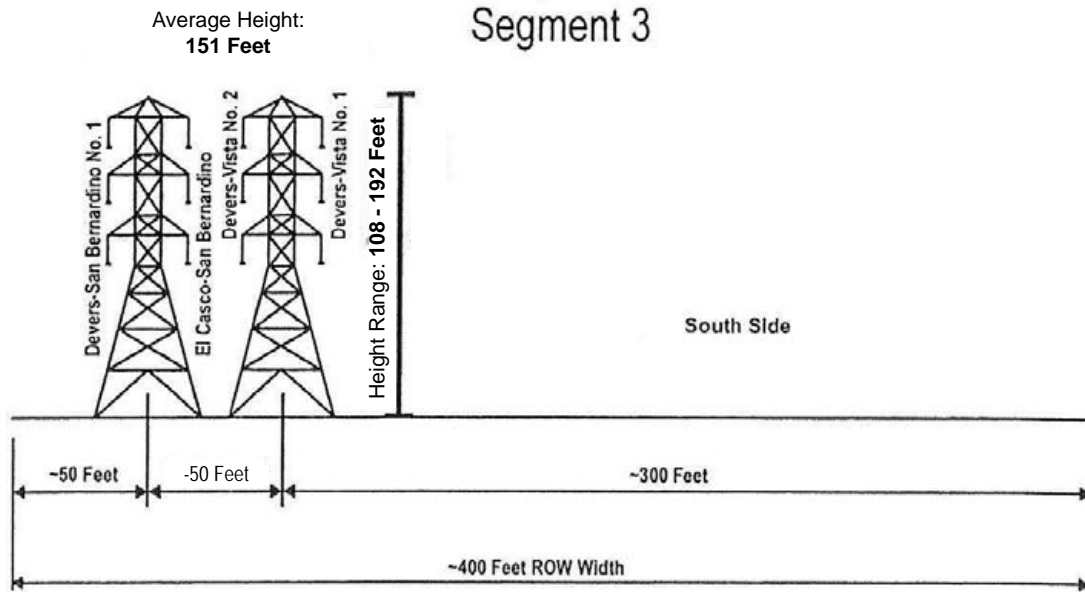 Average Height:
151 Feet
Segment 3
Devers-San Bernardino No. 1
El Casco-San Bernardino
Devers-Vista No. 2
Devers-Vista No. 1
Height Range: 108 - 192 Feet
South Side
~50 Feet
-50 Feet
~300 Feet
~400 Feet ROW Width